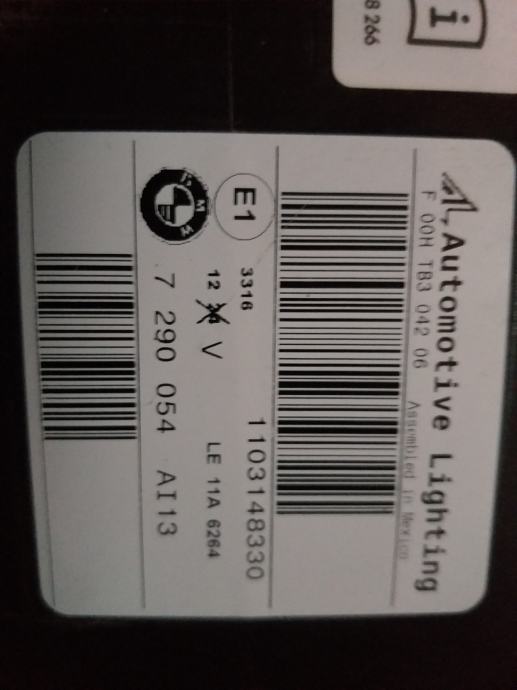 i
8 266
Automotive Lighting
F 00H TB3 042 06 Assembled in Mexico
E1
3316
1103148330
12 V
LE 11A 6264
BMW
7 290 054 AI13